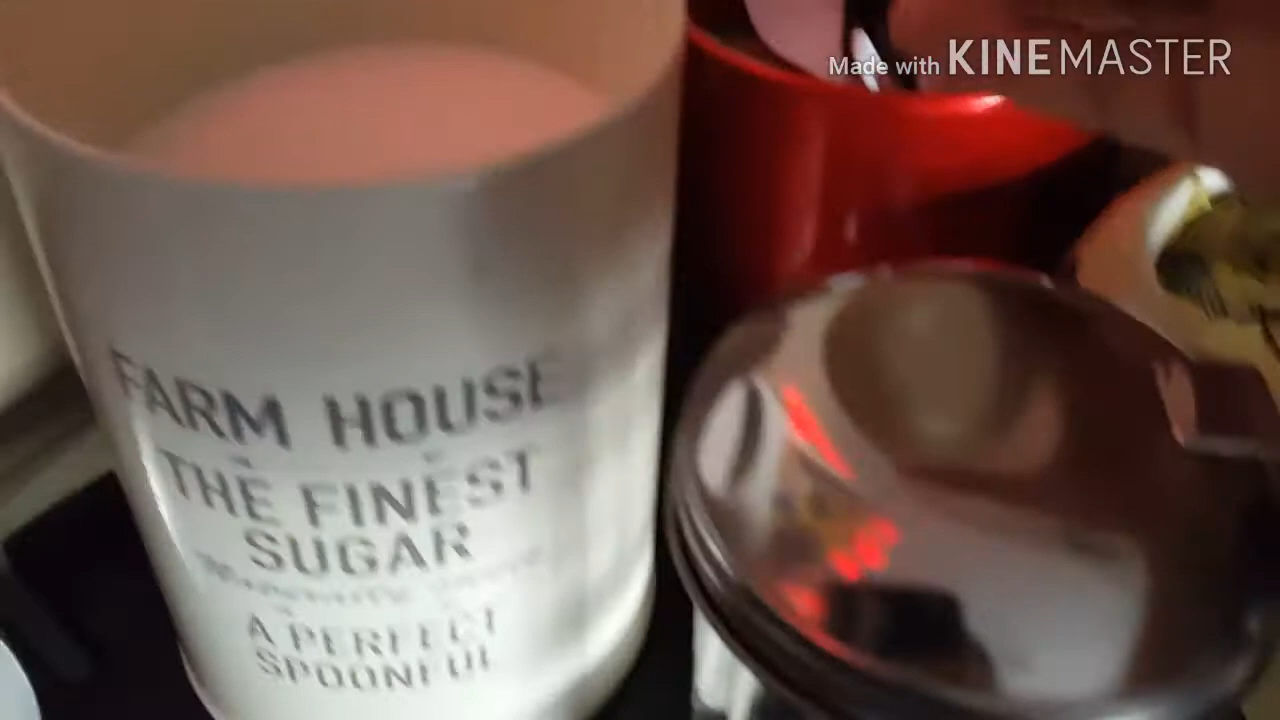 Made with KINEMASTER
FARM HOUSE
THE FINEST
SUGAR
A PERFECT
SPOONFUL